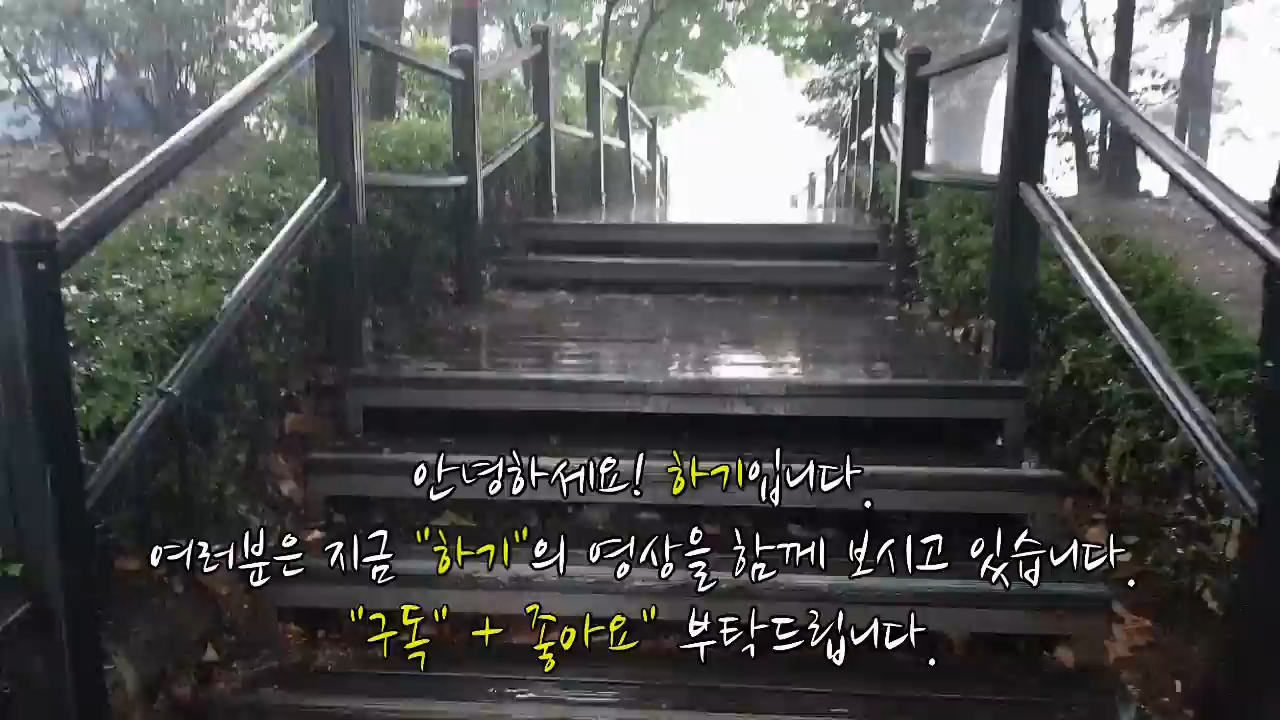 안녕하세요! 하기입니다.
여러분은 지금 "하기"의 영상을 함께 보시고 있습니다.
"구독" + 좋아요" 부탁드립니다.